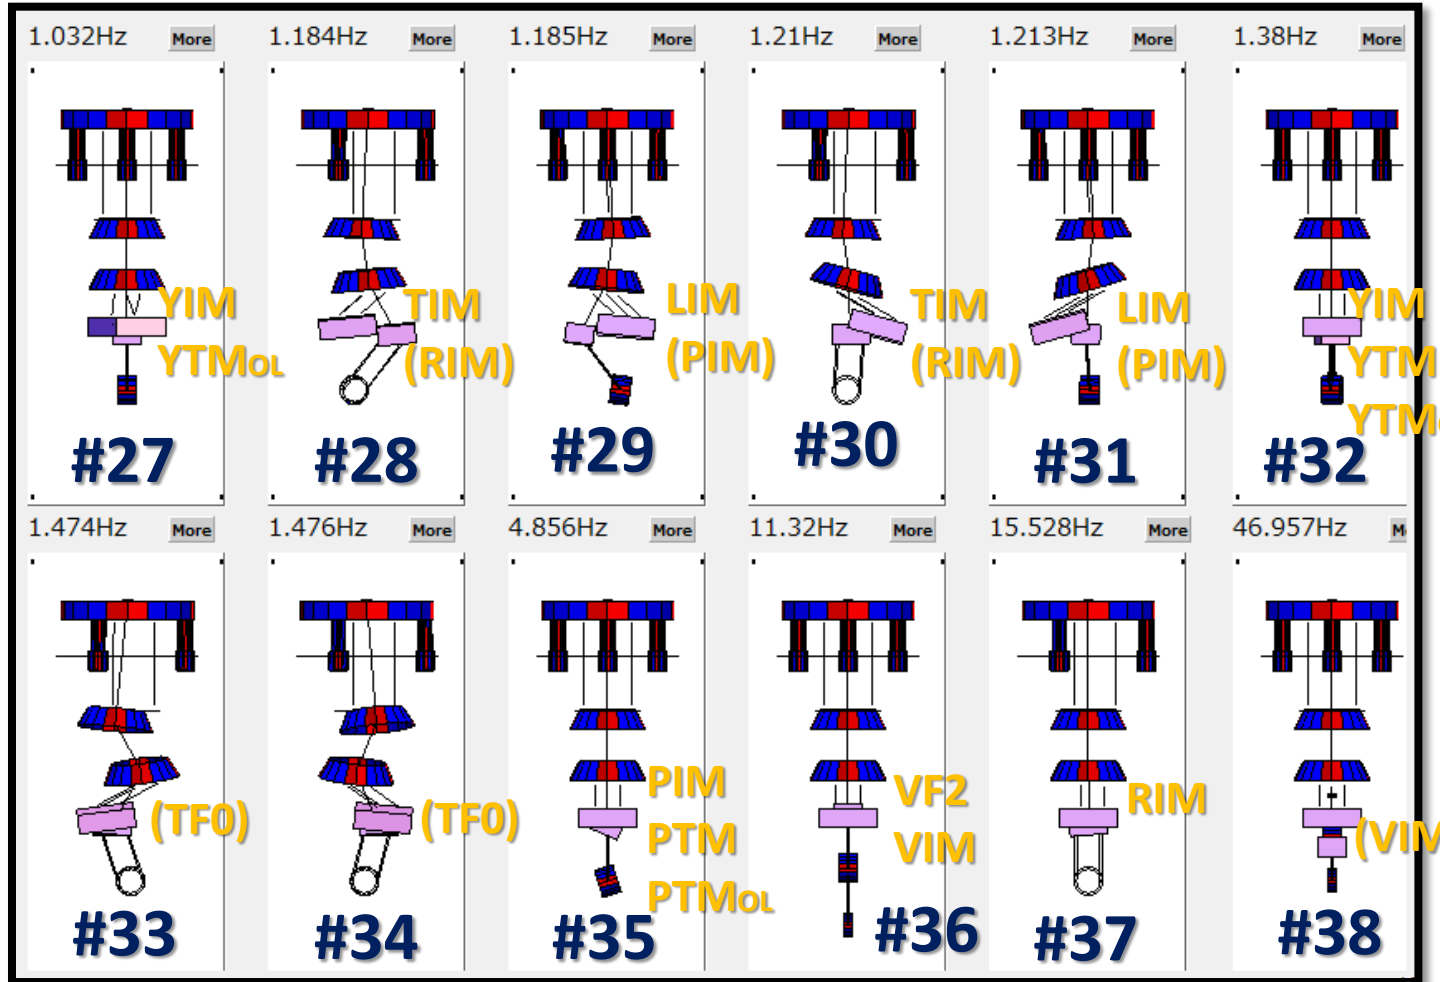 1.032Hz More 1.184Hz More 1.185Hz More 1.21Hz More 1.213Hz More 1.38Hz More
YIM
YTMOL
#27
TIM
(RIM)
#28
LIM
(PIM)
#29
TIM
(RIM)
#30
LIM
(PIM)
#31
YIM
YTM
#32
1.474Hz More 1.476Hz More 4.856Hz More 11.32Hz More 15.528Hz More 46.957Hz
(TF0)
#33
(TF0)
#34
PIM
PTM
PTMOL
#35
VF2
VIM
#36
RIM
#37
(VIM
#38